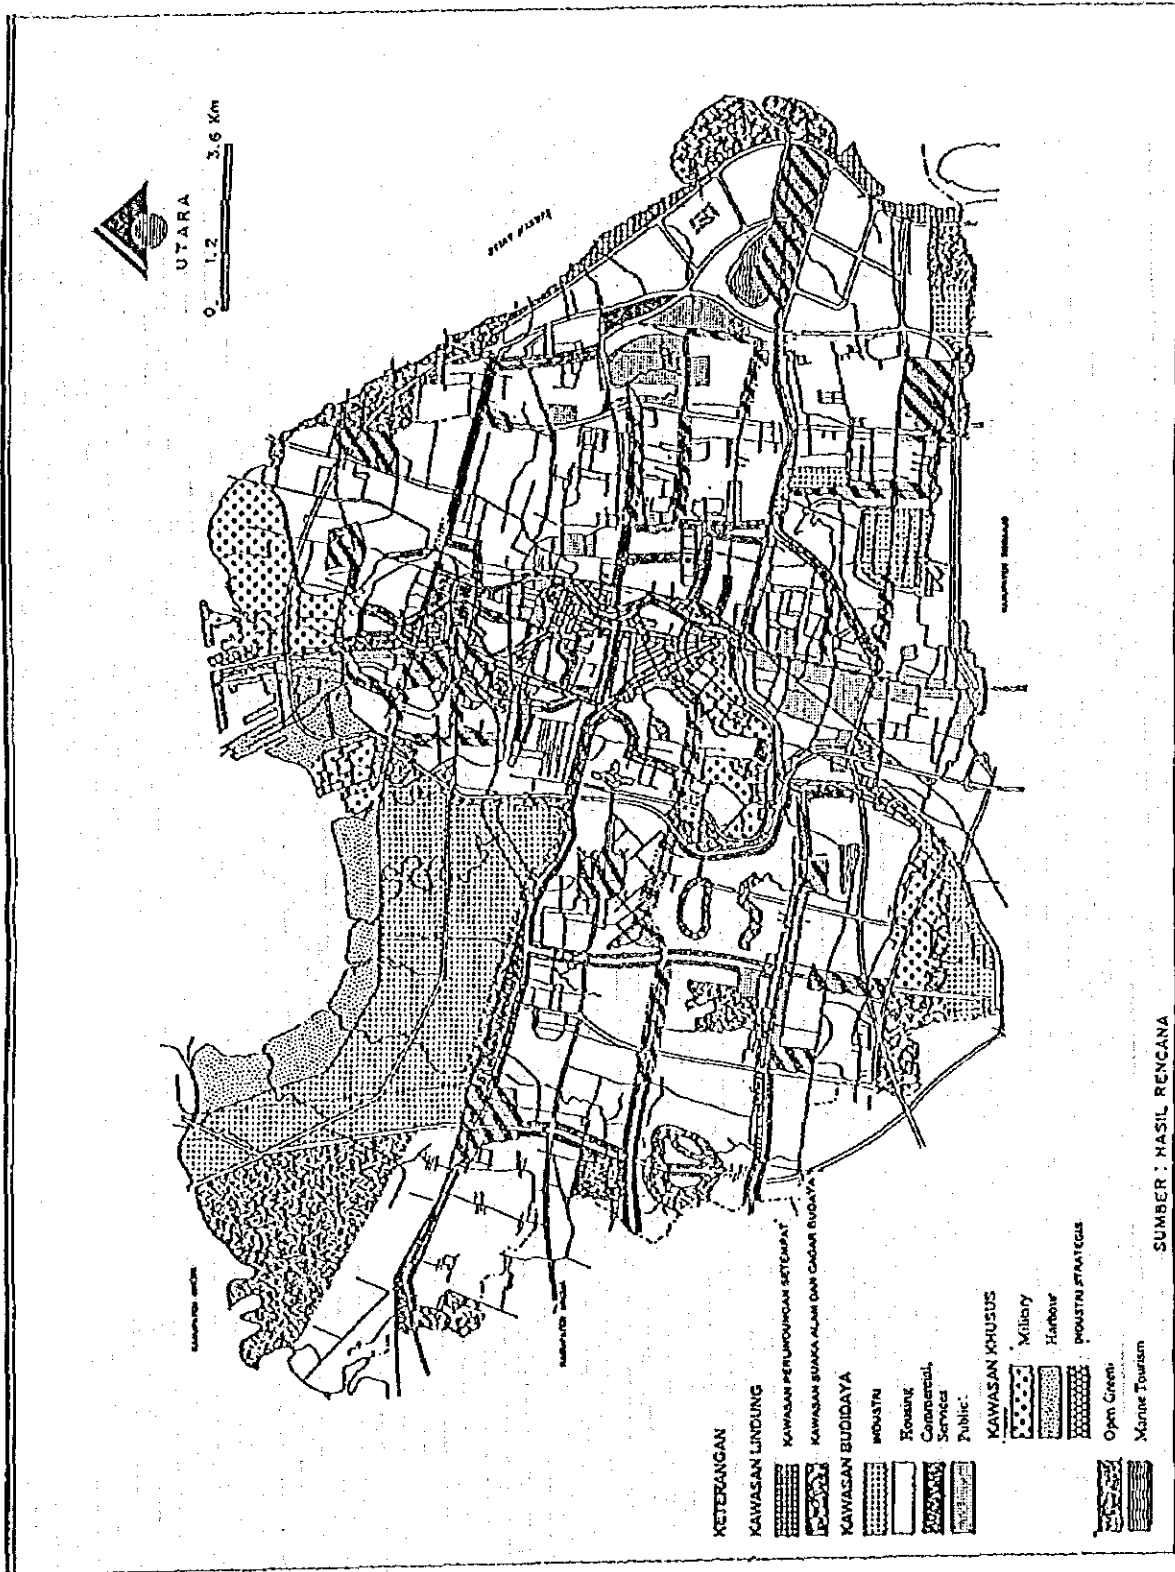 UTARA
0 1.2 3.6 Km
KETERANGAN
KAWASAN LINDUNG
KAWASAN PERLINDUNGAN SETEMPAT
KAWASAN SUAKA ALAM DAN CAGAR BUDAYA
KAWASAN BUDIDAYA
INDUSTRI
Housing
Commercial,
Services
Public
KAWASAN KHUSUS
Military
Harbour
INDUSTRI STRATEGIS
Open Green
Marine Tourism
SUMBER : HASIL RENCANA